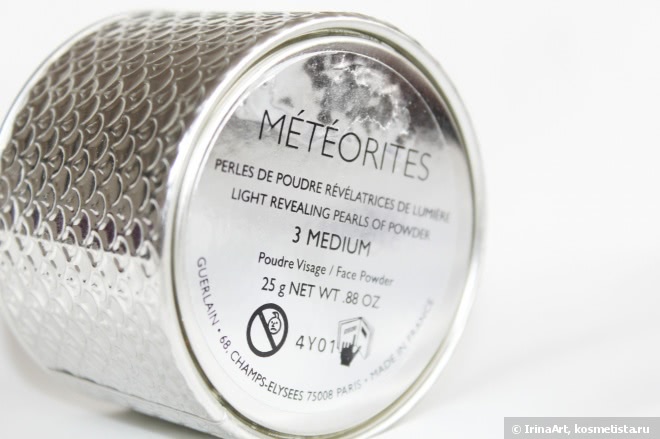 MÉTÉORITES
PERLES DE POUDRE RÉVÉLATRICES DE LUMIÈRE
LIGHT REVEALING PEARLS OF POWDER
3 MEDIUM
Poudre Visage / Face Powder
25 g NET WT .88 OZ
4Y01
GUERLAIN • 68, CHAMPS-ELYSEES 75008 PARIS • MADE IN FRANCE
© IrinaArt, kosmetista.ru